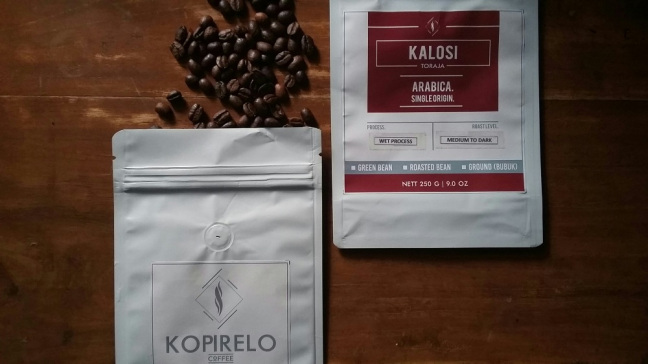 KALOSI
TORAJA
ARABICA.
SINGLE ORIGIN.
PROCESS.
ROAST LEVEL.
WET PROCESS
MEDIUM TO DARK
GREEN BEAN ROASTED BEAN GROUND (BUBUK)
NETT 250 G | 9.0 OZ
KOPIRELO
COFFEE